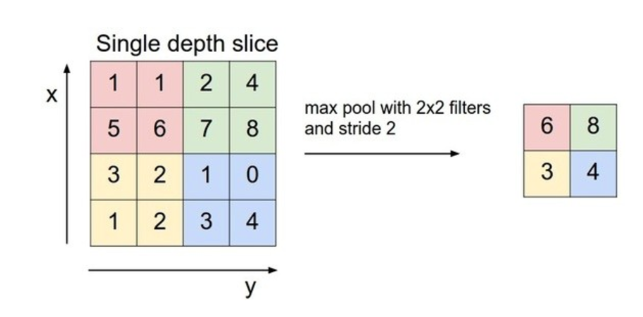 Single depth slice
x
1 1 2 4
5 6 7 8
3 2 1 0
1 2 3 4
y
max pool with 2x2 filters
and stride 2
6 8
3 4